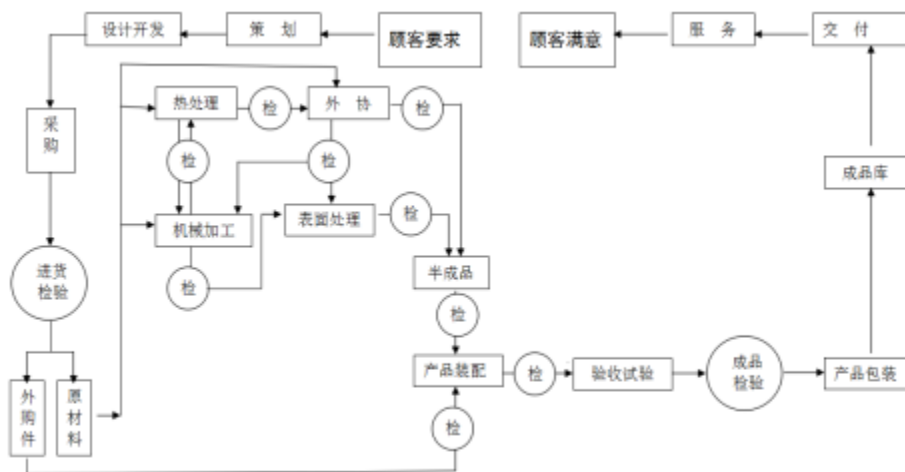 设计开发
策 划
顾客要求
顾客满意
服 务
交 付
采购
热处理
检
外 协
检
检
检
成品库
机械加工
表面处理
检
进货
检验
检
半成品
检
外购件
原材料
产品装配
检
验收试验
成品
检验
产品包装
检